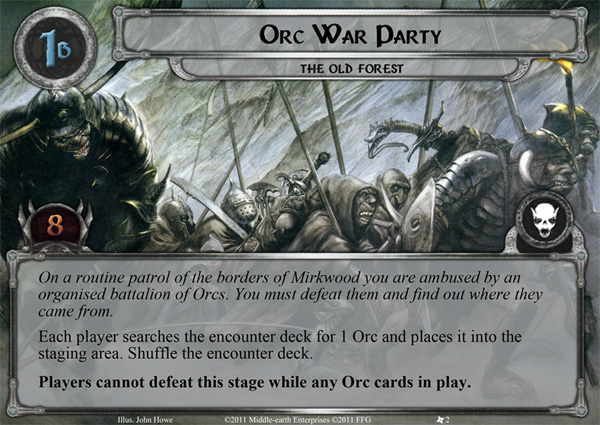 1B
ORC WAR PARTY
THE OLD FOREST
8
On a routine patrol of the borders of Mirkwood you are ambused by an
organised battalion of Orcs. You must defeat them and find out where they
came from.
Each player searches the encounter deck for 1 Orc and places it into the
staging area. Shuffle the encounter deck.
Players cannot defeat this stage while any Orc cards in play.
Illus. John Howe ©2011 Middle-earth Enterprises ©2011 FFG 2